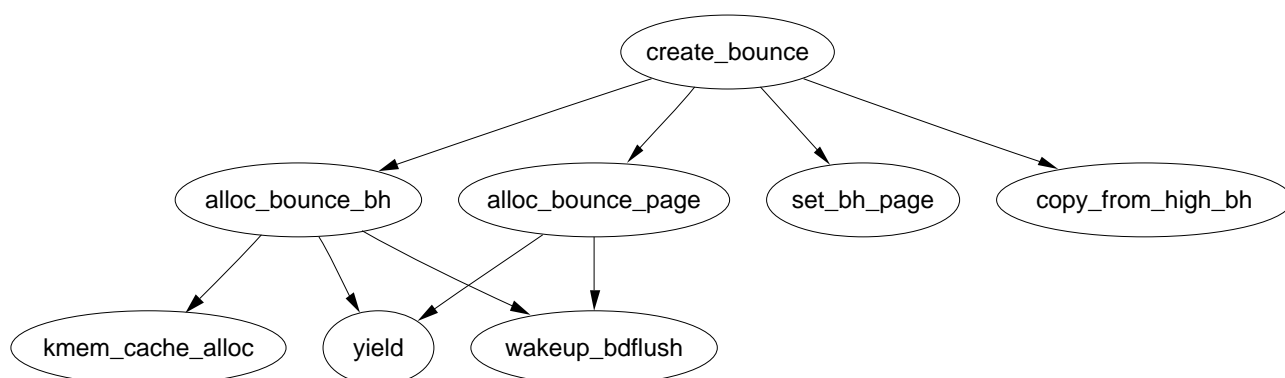 create_bounce
alloc_bounce_bh
alloc_bounce_page
set_bh_page
copy_from_high_bh
kmem_cache_alloc
yield
wakeup_bdflush